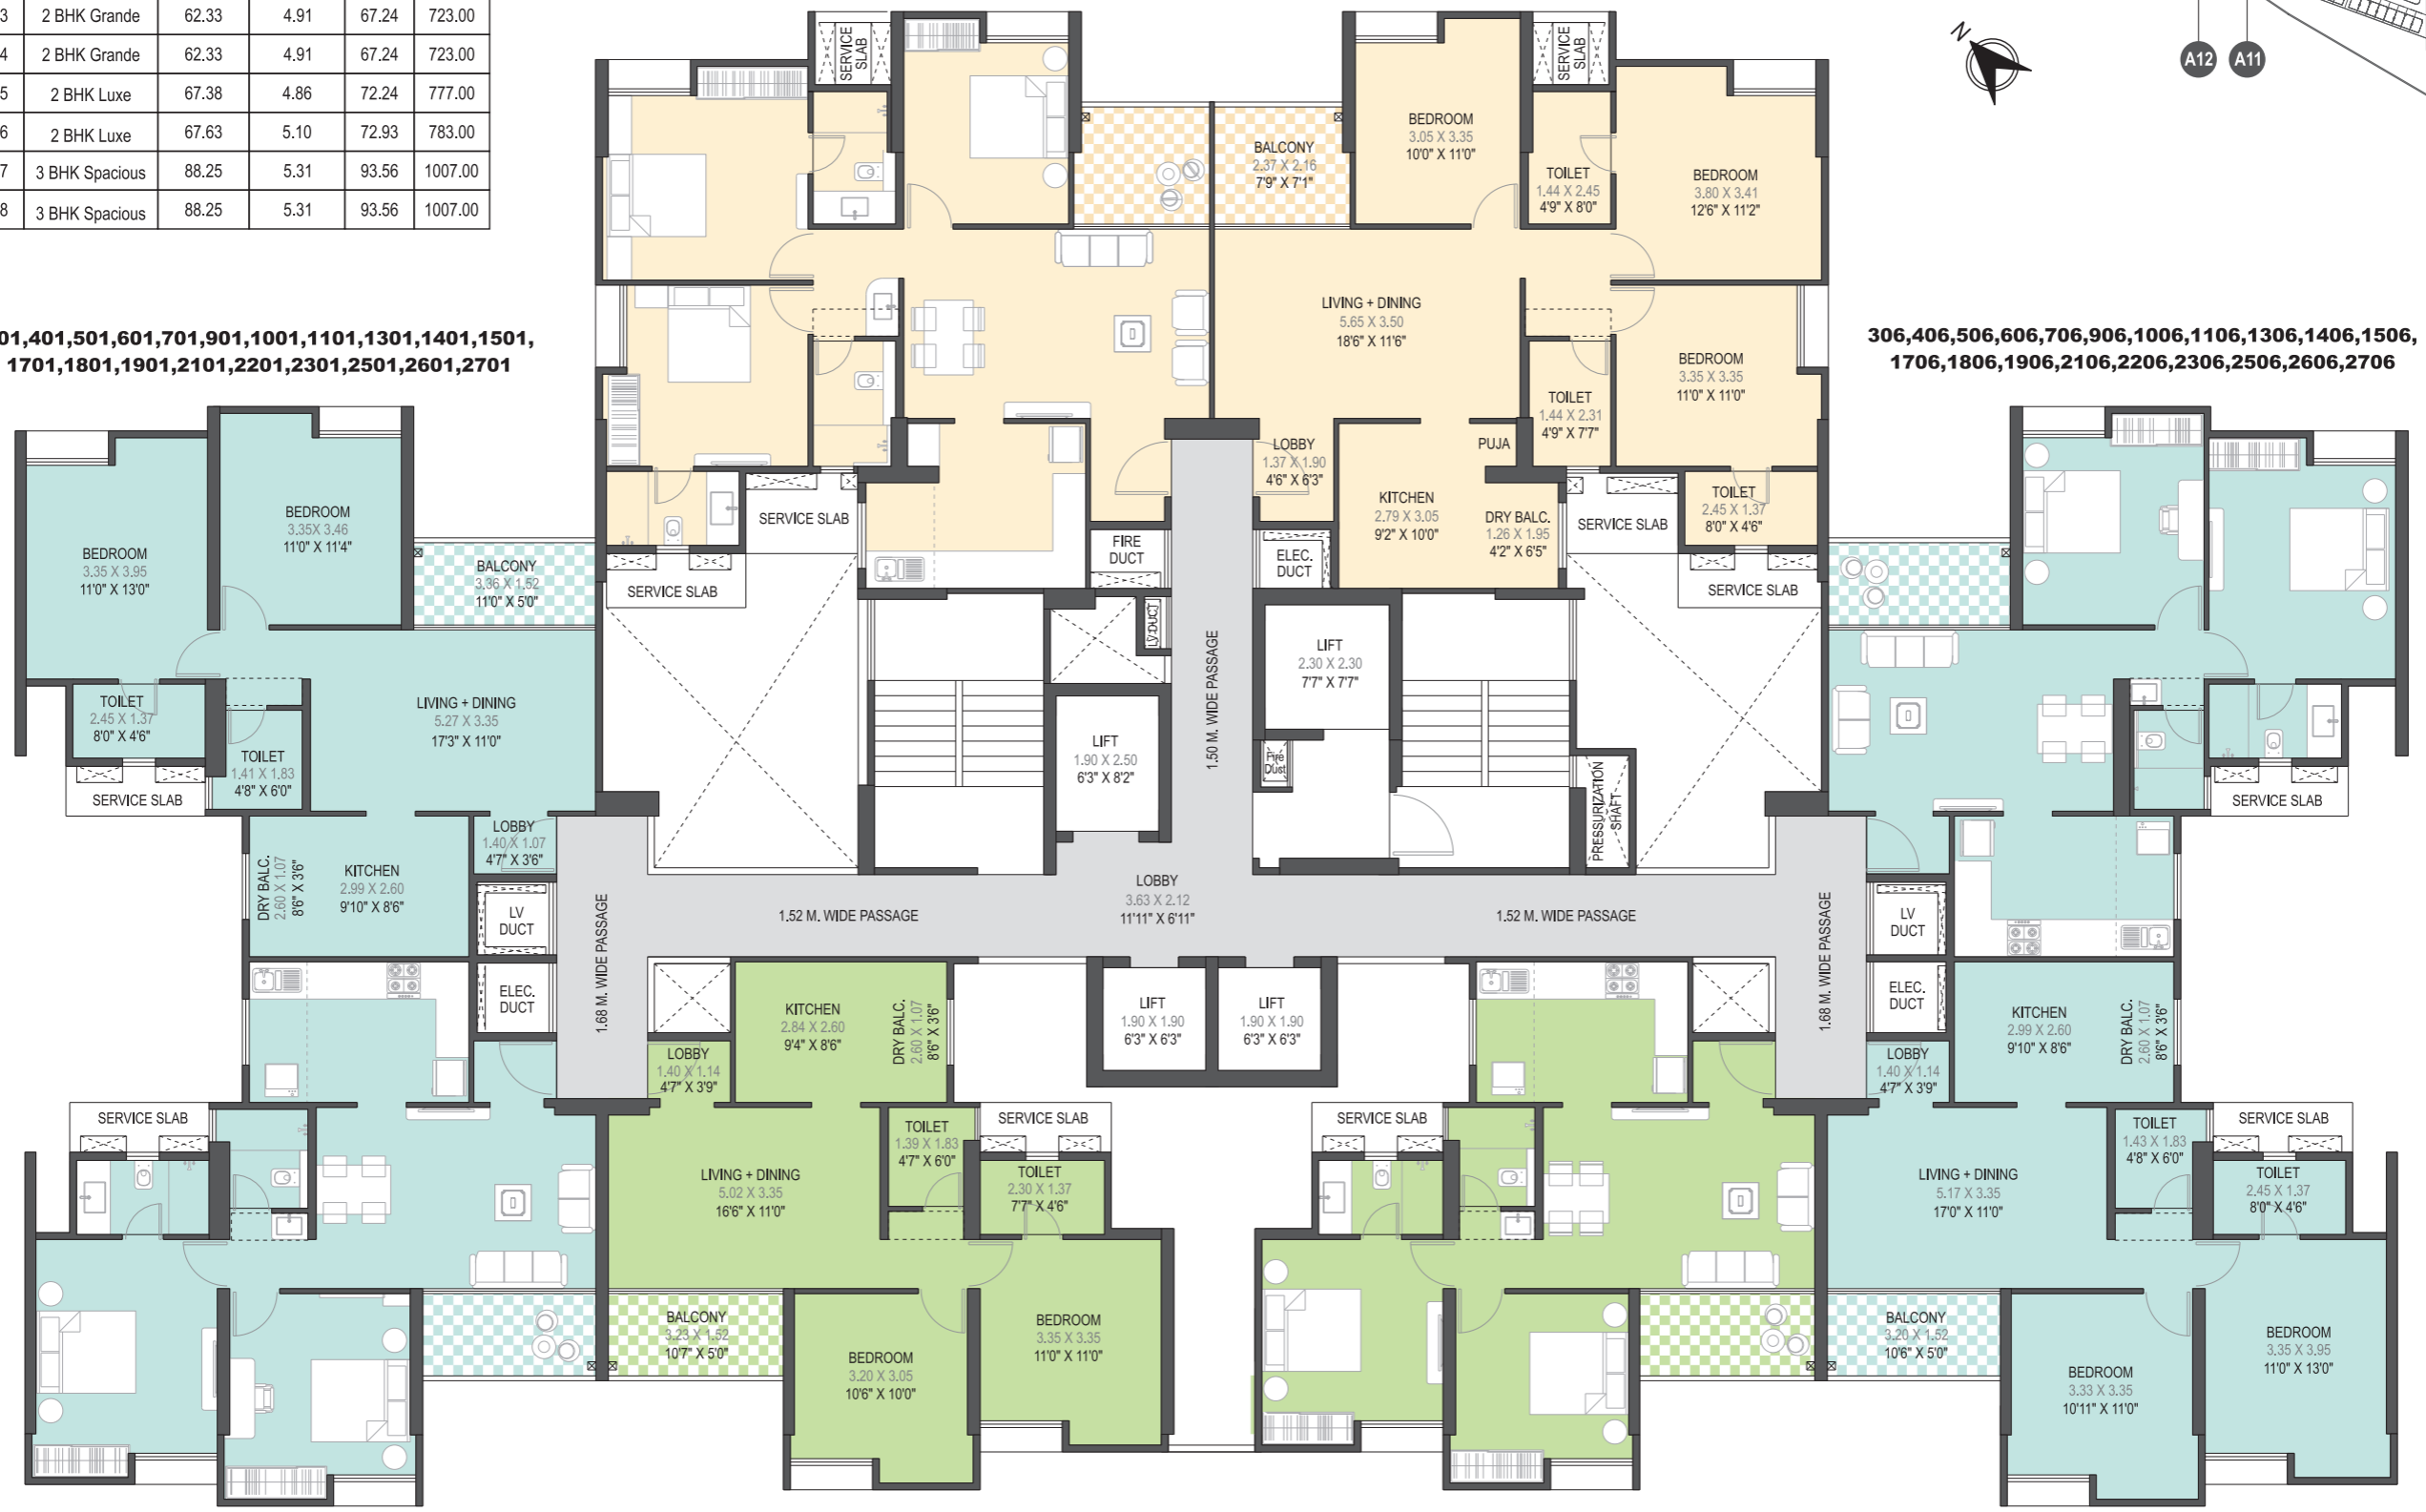 3 2 BHK Grande 62.33 4.91 67.24 723.00
4 2 BHK Grande 62.33 4.91 67.24 723.00
5 2 BHK Luxe 67.38 4.86 72.24 777.00
6 2 BHK Luxe 67.63 5.10 72.93 783.00
7 3 BHK Spacious 88.25 5.31 93.56 1007.00
8 3 BHK Spacious 88.25 5.31 93.56 1007.00
N
A12 A11
SERVICE
SLAB
SERVICE
SLAB
BALCONY
2.37 X 2.16
7'9" X 7'1"
BEDROOM
3.05 X 3.35
10'0" X 11'0"
TOILET
1.44 X 2.45
4'9" X 8'0"
BEDROOM
3.80 X 3.41
12'6" X 11'2"
LIVING + DINING
5.65 X 3.50
18'6" X 11'6"
BEDROOM
3.35 X 3.35
11'0" X 11'0"
TOILET
1.44 X 2.31
4'9" X 7'7"
01,401,501,601,701,901,1001,1101,1301,1401,1501,
1701,1801,1901,2101,2201,2301,2501,2601,2701
306,406,506,606,706,906,1006,1106,1306,1406,1506,
1706,1806,1906,2106,2206,2306,2506,2606,2706
LOBBY
1.37 X 1.90
4'6" X 6'3"
PUJA
KITCHEN
2.79 X 3.05
9'2" X 10'0"
DRY BALC.
1.26 X 1.95
4'2" X 6'5"
SERVICE SLAB
TOILET
2.45 X 1.37
8'0" X 4'6"
SERVICE SLAB
SERVICE SLAB
SERVICE SLAB
FIRE
DUCT
ELEC.
DUCT
LV DUCT
BEDROOM
3.35 X 3.95
11'0" X 13'0"
BEDROOM
3.35X 3.46
11'0" X 11'4"
BALCONY
3.36 X 1.52
11'0" X 5'0"
TOILET
2.45 X 1.37
8'0" X 4'6"
TOILET
1.41 X 1.83
4'8" X 6'0"
SERVICE SLAB
LIVING + DINING
5.27 X 3.35
17'3" X 11'0"
LOBBY
1.40 X 1.07
4'7" X 3'6"
KITCHEN
2.99 X 2.60
9'10" X 8'6"
DRY BALC.
2.60 X 1.07
8'6" X 3'6"
LV
DUCT
ELEC.
DUCT
LIFT
1.90 X 2.50
6'3" X 8'2"
1.50 M. WIDE PASSAGE
LIFT
2.30 X 2.30
7'7" X 7'7"
Fire
Dust
PRESSURIZATION
SHAFT
SERVICE SLAB
1.68 M. WIDE PASSAGE
1.52 M. WIDE PASSAGE
LOBBY
3.63 X 2.12
11'11" X 6'11"
1.52 M. WIDE PASSAGE
1.68 M. WIDE PASSAGE
LV
DUCT
ELEC.
DUCT
KITCHEN
2.84 X 2.60
9'4" X 8'6"
DRY BALC.
2.60 X 1.07
8'6" X 3'6"
LOBBY
1.40 X 1.14
4'7" X 3'9"
LIFT
1.90 X 1.90
6'3" X 6'3"
LIFT
1.90 X 1.90
6'3" X 6'3"
KITCHEN
2.99 X 2.60
9'10" X 8'6"
DRY BALC.
2.60 X 1.07
8'6" X 3'6"
LOBBY
1.40 X 1.14
4'7" X 3'9"
SERVICE SLAB
TOILET
1.39 X 1.83
4'7" X 6'0"
SERVICE SLAB
TOILET
2.30 X 1.37
7'7" X 4'6"
LIVING + DINING
5.02 X 3.35
16'6" X 11'0"
SERVICE SLAB
LIVING + DINING
5.17 X 3.35
17'0" X 11'0"
TOILET
1.43 X 1.83
4'8" X 6'0"
SERVICE SLAB
TOILET
2.45 X 1.37
8'0" X 4'6"
BALCONY
3.23 X 1.52
10'7" X 5'0"
BEDROOM
3.20 X 3.05
10'6" X 10'0"
BEDROOM
3.35 X 3.35
11'0" X 11'0"
BALCONY
3.20 X 1.52
10'6" X 5'0"
BEDROOM
3.33 X 3.35
10'11" X 11'0"
BEDROOM
3.35 X 3.95
11'0" X 13'0"